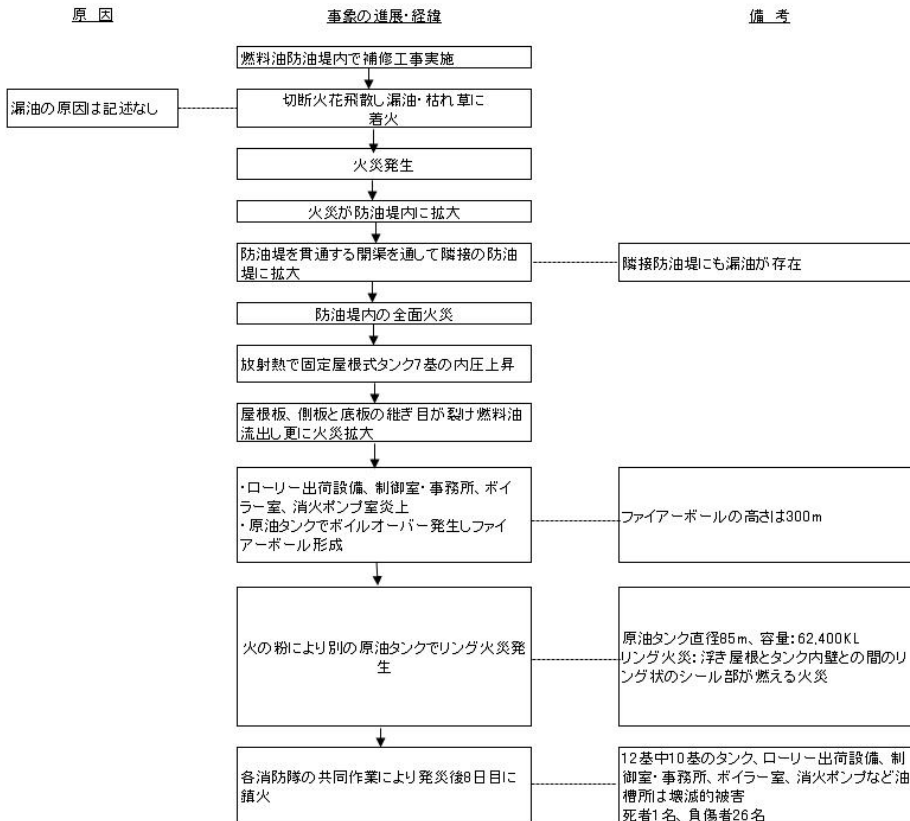 原 因
事象の進展・経緯
備 考
燃料油防油堤内で補修工事実施
漏油の原因は記述なし
切断火花飛散し漏油・枯れ草に
着火
火災発生
火災が防油堤内に拡大
防油堤を貫通する開渠を通して隣接の防油
堤に拡大
隣接防油堤にも漏油が存在
防油堤内の全面火災
放射熱で固定屋根式タンク7基の内圧上昇
屋根板、側板と底板の継ぎ目が裂け燃料油
流出し更に火災拡大
・ローリー出荷設備、制御室・事務所、ボイ
ラー室、消火ポンプ室炎上
・原油タンクでボイルオーバー発生しファイ
アーボール形成
ファイアーボールの高さは300m
火の粉により別の原油タンクでリング火災発
生
原油タンク直径85m、容量:62,400KL
リング火災:浮き屋根とタンク内壁との間のリ
ング状のシール部が燃える火災
各消防隊の共同作業により発災後8日目に
鎮火
12基中10基のタンク、ローリー出荷設備、制
御室・事務所、ボイラー室、消火ポンプなど油
槽所は壊滅的被害
死者1名、負傷者26名